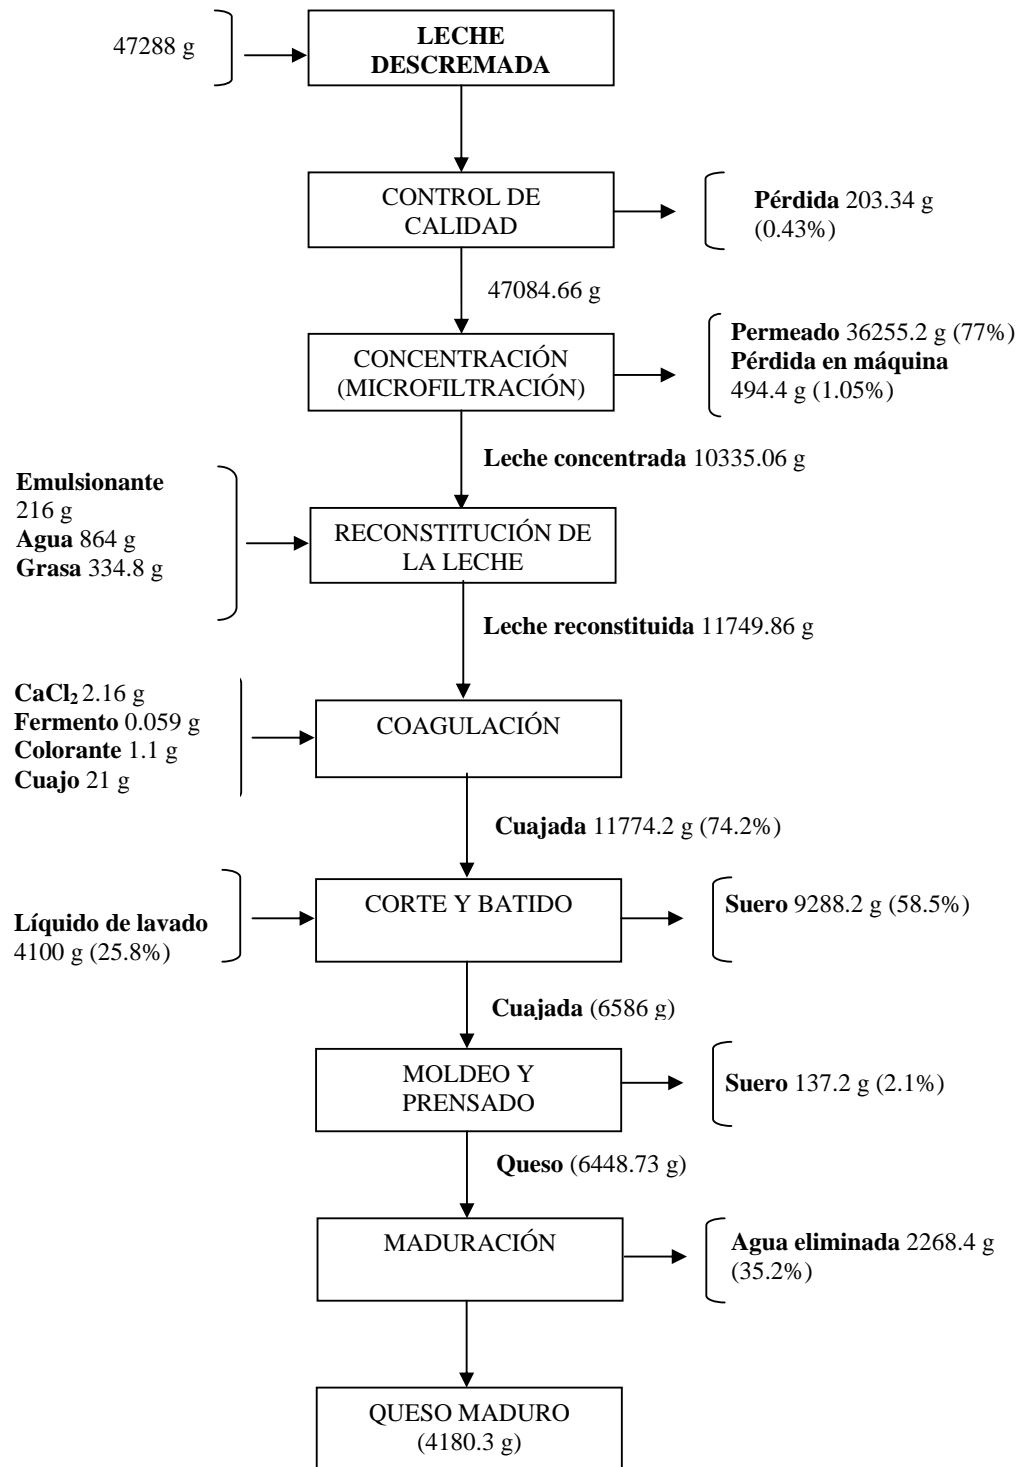 47288 g
LECHE
DESCREMADA
CONTROL DE
CALIDAD
Pérdida 203.34 g
(0.43%)
47084.66 g
CONCENTRACIÓN
(MICROFILTRACIÓN)
Permeado 36255.2 g (77%)
Pérdida en máquina
494.4 g (1.05%)
Leche concentrada 10335.06 g
Emulsionante
216 g
Agua 864 g
Grasa 334.8 g
RECONSTITUCIÓN DE
LA LECHE
Leche reconstituida 11749.86 g
CaCl₂ 2.16 g
Fermento 0.059 g
Colorante 1.1 g
Cuajo 21 g
COAGULACIÓN
Cuajada 11774.2 g (74.2%)
Líquido de lavado
4100 g (25.8%)
CORTE Y BATIDO
Suero 9288.2 g (58.5%)
Cuajada (6586 g)
MOLDEO Y
PRENSADO
Suero 137.2 g (2.1%)
Queso (6448.73 g)
MADURACIÓN
Agua eliminada 2268.4 g
(35.2%)
QUESO MADURO
(4180.3 g)